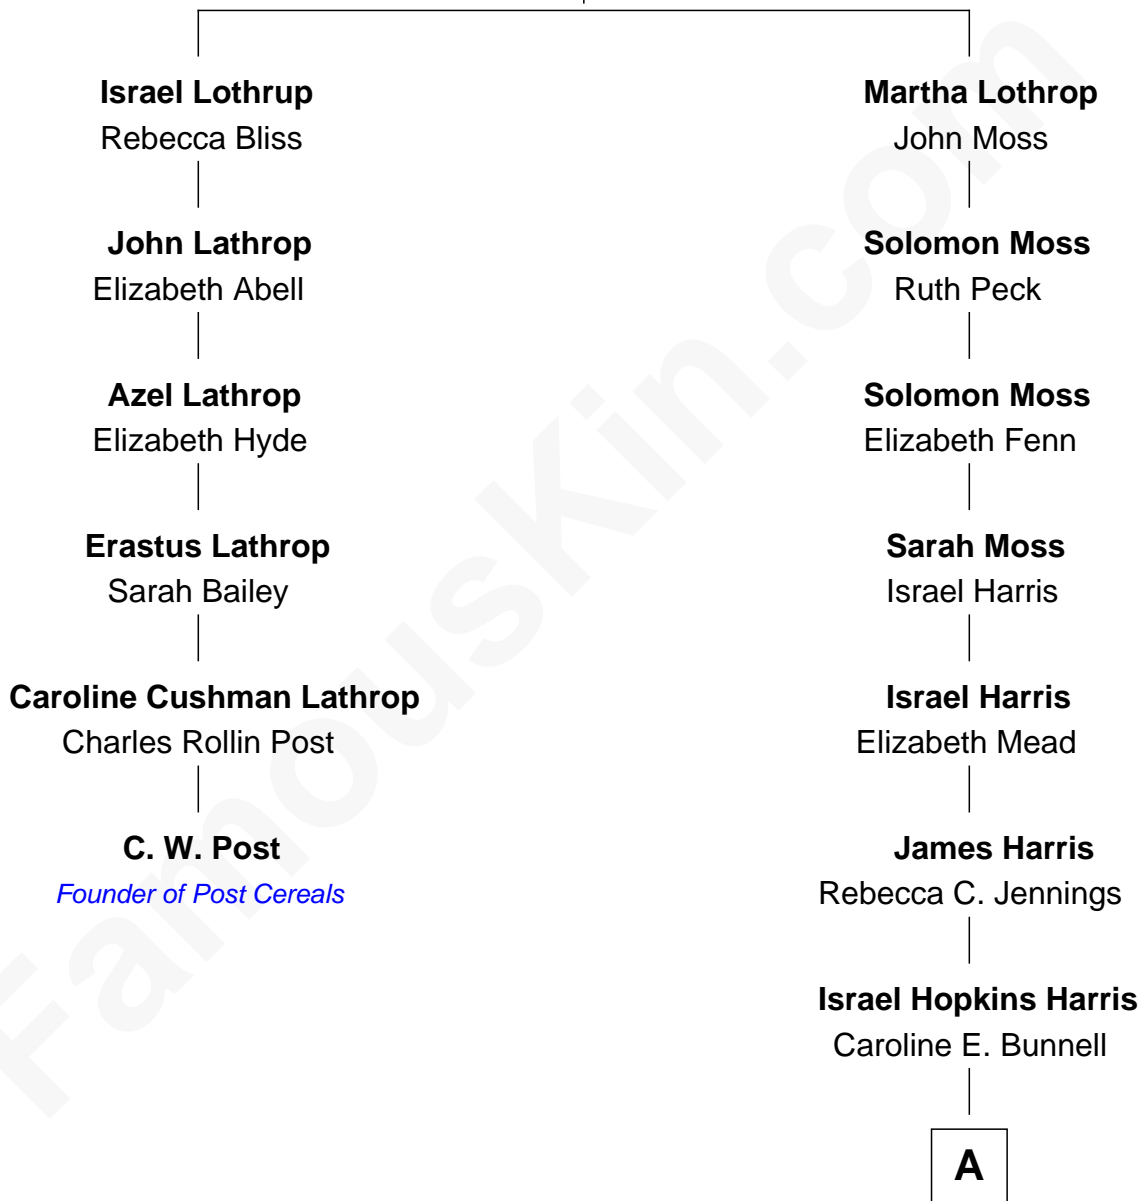 Israel Lothrup
Rebecca Bliss
John Lathrop
Elizabeth Abell
Azel Lathrop
Elizabeth Hyde
Erastus Lathrop
Sarah Bailey
Caroline Cushman Lathrop
Charles Rollin Post
C. W. Post
Founder of Post Cereals
Martha Lothrop
John Moss
Solomon Moss
Ruth Peck
Solomon Moss
Elizabeth Fenn
Sarah Moss
Israel Harris
Israel Harris
Elizabeth Mead
James Harris
Rebecca C. Jennings
Israel Hopkins Harris
Caroline E. Bunnell
A
FamousKin.com